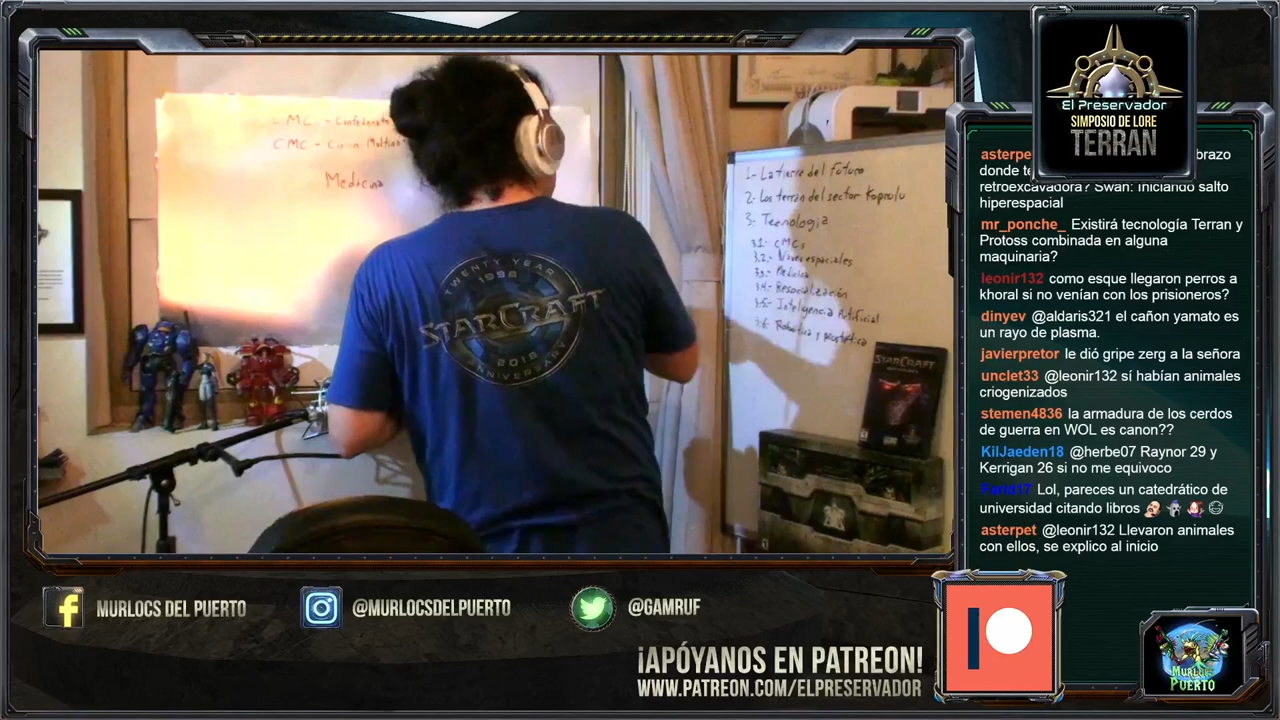 CMC - Confederate
CMC -
Medicina
1- La tierra del futuro
2- Los terran del sector Koprulu
3- Tecnologia
3.1- CMCs
3.2- Naves espaciales
3.3- Medicina
3.4- Resocialización
3.5- Inteligencia Artificial
3.6- Robotica y
TWENTY YEAR
1998
STARCRAFT
2018
ANNIVERSARY
STARCRAFT
El Preservador
SIMPOSIO DE LORE
TERRAN
asterpe brazo
donde te
retroexcavadora? Swan: Iniciando salto
hiperespacial
mr_ponche_ Existirá tecnología Terran y
Protoss combinada en alguna
maquinaria?
leonir132 como esque llegaron perros a
khoral si no venían con los prisioneros?
dinyev @aldaris321 el cañon yamato es
un rayo de plasma.
javierpretor le dió gripe zerg a la señora
unclet33 @leonir132 sí habían animales
criogenizados
stemen4836 la armadura de los cerdos
de guerra en WOL es canon??
KilJaeden18 @herbe07 Raynor 29 y
Kerrigan 26 si no me equivoco
Farid17 Lol, pareces un catedrático de
universidad citando libros
asterpet @leonir132 Llevaron animales
con ellos, se explico al inicio
MURLOCS DEL PUERTO
@MURLOCSDELPUERTO
@GAMRUF
¡APÓYANOS EN PATREON!
WWW.PATREON.COM/ELPRESERVADOR
MURLOCS
PUERTO